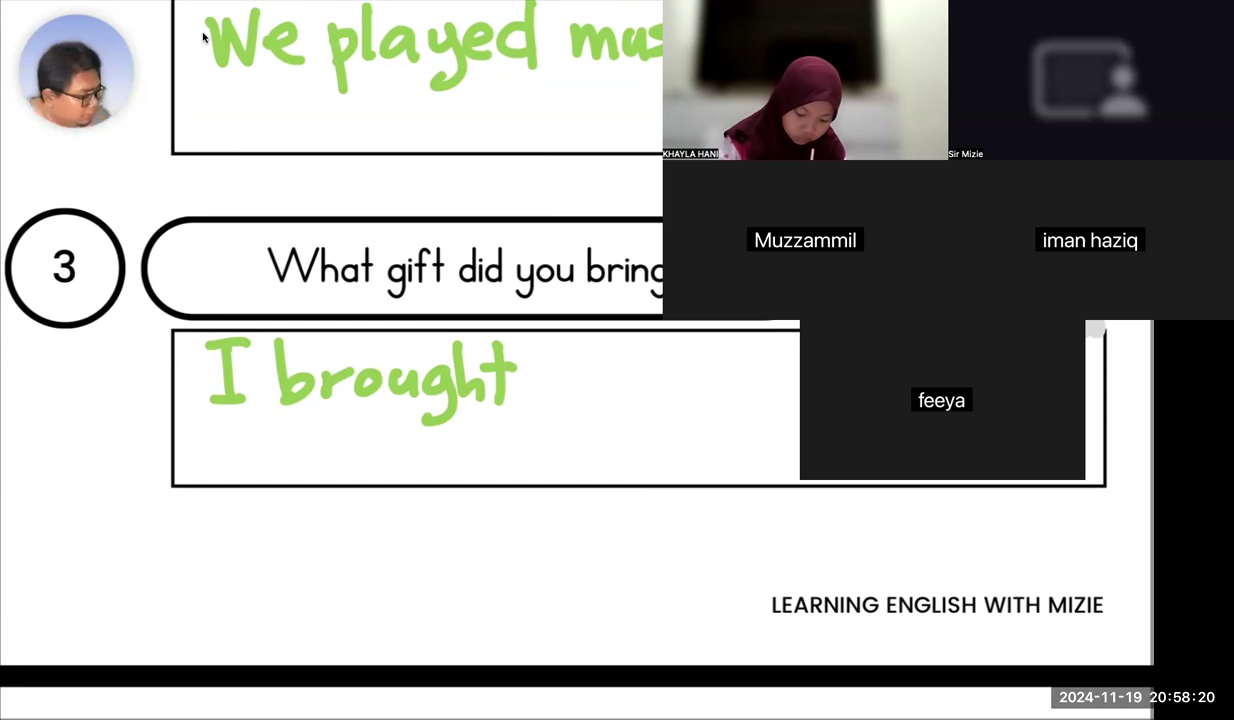 We played mus
KHAYLA HANI
Sir Mizie
Muzzammil
iman haziq
3
What gift did you bring
I brought
feeya
LEARNING ENGLISH WITH MIZIE
2024-11-19 20:58:20